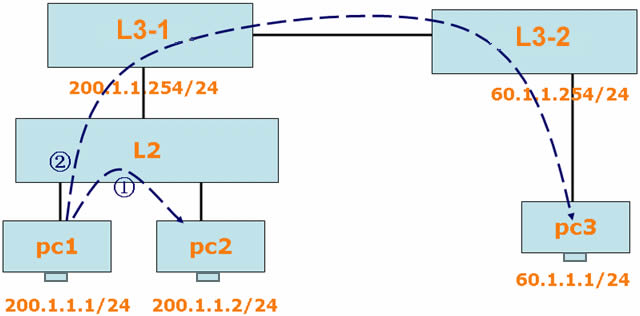 L3-1
L3-2
200.1.1.254/24
60.1.1.254/24
L2
②
①
pc1
pc2
pc3
200.1.1.1/24
200.1.1.2/24
60.1.1.1/24